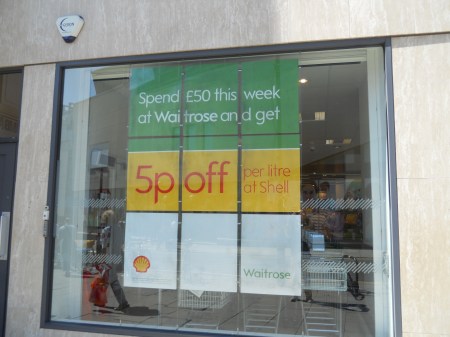 Spend £50 this week
at Waitrose and get
5p off
per litre
at Shell
Waitrose